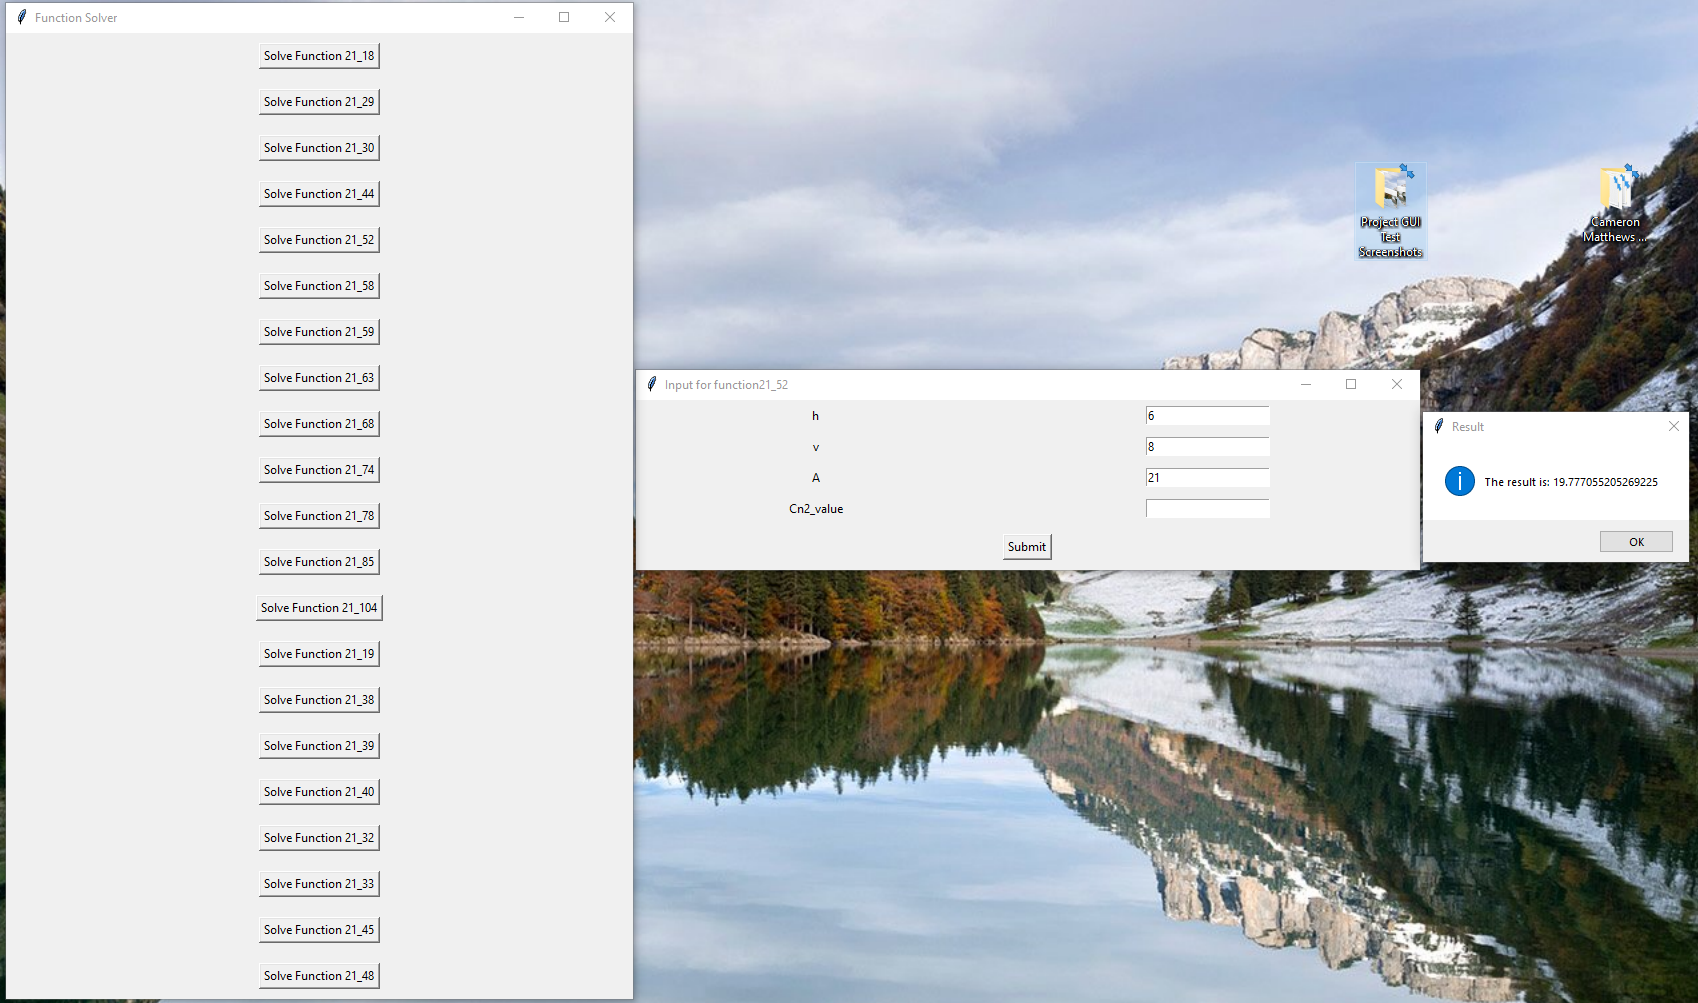 Function Solver
Solve Function 21_18
Solve Function 21_29
Solve Function 21_30
Solve Function 21_44
Solve Function 21_52
Solve Function 21_58
Solve Function 21_59
Solve Function 21_63
Solve Function 21_68
Solve Function 21_74
Solve Function 21_78
Solve Function 21_85
Solve Function 21_104
Solve Function 21_19
Solve Function 21_38
Solve Function 21_39
Solve Function 21_40
Solve Function 21_32
Solve Function 21_33
Solve Function 21_45
Solve Function 21_48
Project GUI
Test
Screenshots
Cameron
Matthews ...
Input for function21_52
h 6
v 8
A 21
Cn2_value
Submit
Result
The result is: 19.777055205269225
OK